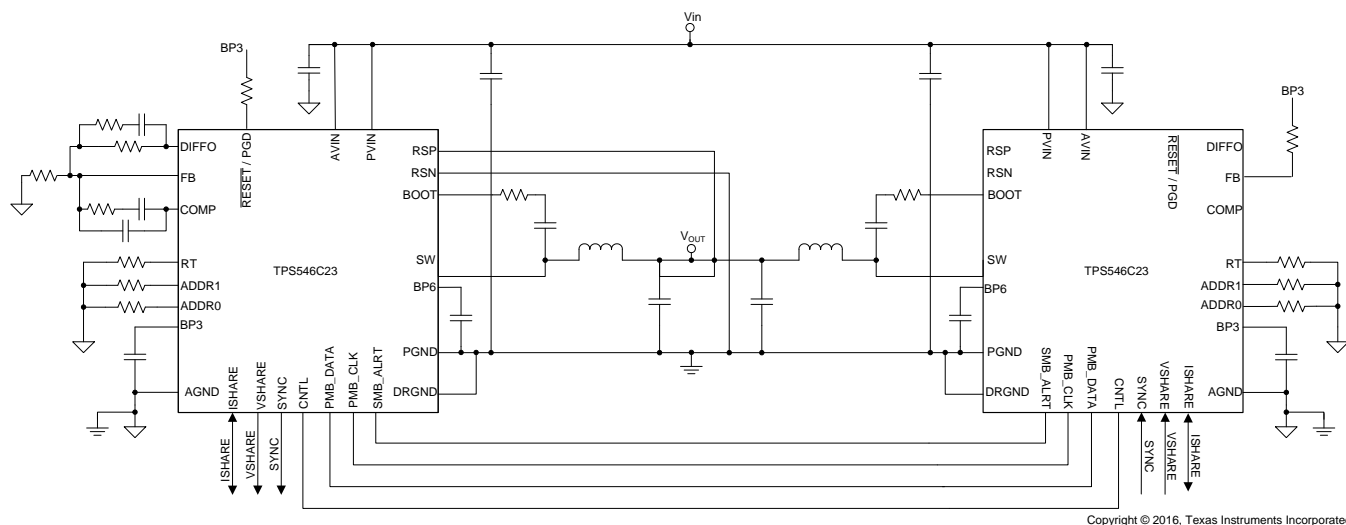 Vin
BP3
BP3
DIFFO
FB
COMP
RT
ADDR1
ADDR0
BP3
AGND
RESET / PGD
AVIN
PVIN
RSP
RSN
BOOT
SW
BP6
PGND
DRGND
TPS546C23
ISHARE
VSHARE
SYNC
CNTL
PMB_DATA
PMB_CLK
SMB_ALRT
ISHARE
VSHARE
SYNC
VOUT
PVIN
AVIN
RESET / PGD
RSP
RSN
BOOT
SW
BP6
PGND
DRGND
TPS546C23
DIFFO
FB
COMP
RT
ADDR1
ADDR0
BP3
AGND
SMB_ALRT
PMB_CLK
PMB_DATA
CNTL
SYNC
VSHARE
ISHARE
SYNC
VSHARE
ISHARE
Copyright © 2016, Texas Instruments Incorporated